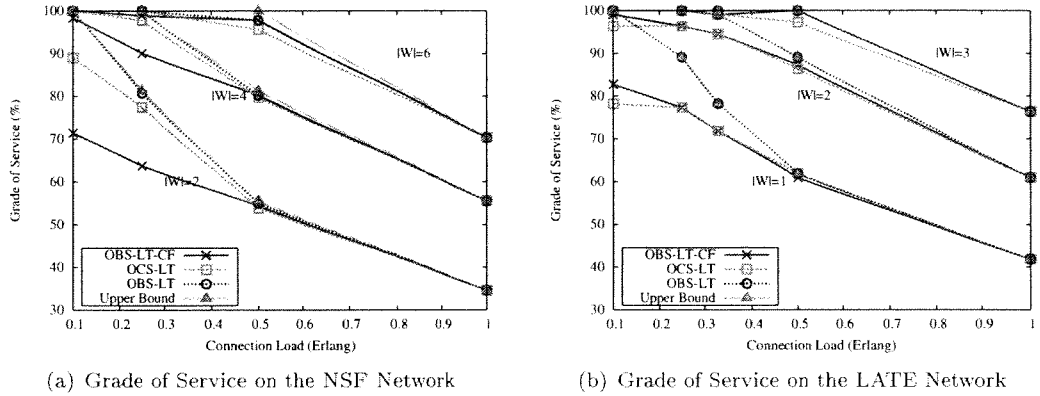 100
90
80
70
60
50
40
30
Grade of Service (%)
|W|=6
|W|=4
|W|=2
OBS-LT-CF
OCS-LT
OBS-LT
Upper Bound
0.1 0.2 0.3 0.4 0.5 0.6 0.7 0.8 0.9 1
Connection Load (Erlang)
(a) Grade of Service on the NSF Network
100
90
80
70
60
50
40
30
Grade of Service (%)
|W|=3
|W|=2
|W|=1
OBS-LT-CF
OCS-LT
OBS-LT
Upper Bound
0.1 0.2 0.3 0.4 0.5 0.6 0.7 0.8 0.9 1
Connection Load (Erlang)
(b) Grade of Service on the LATE Network